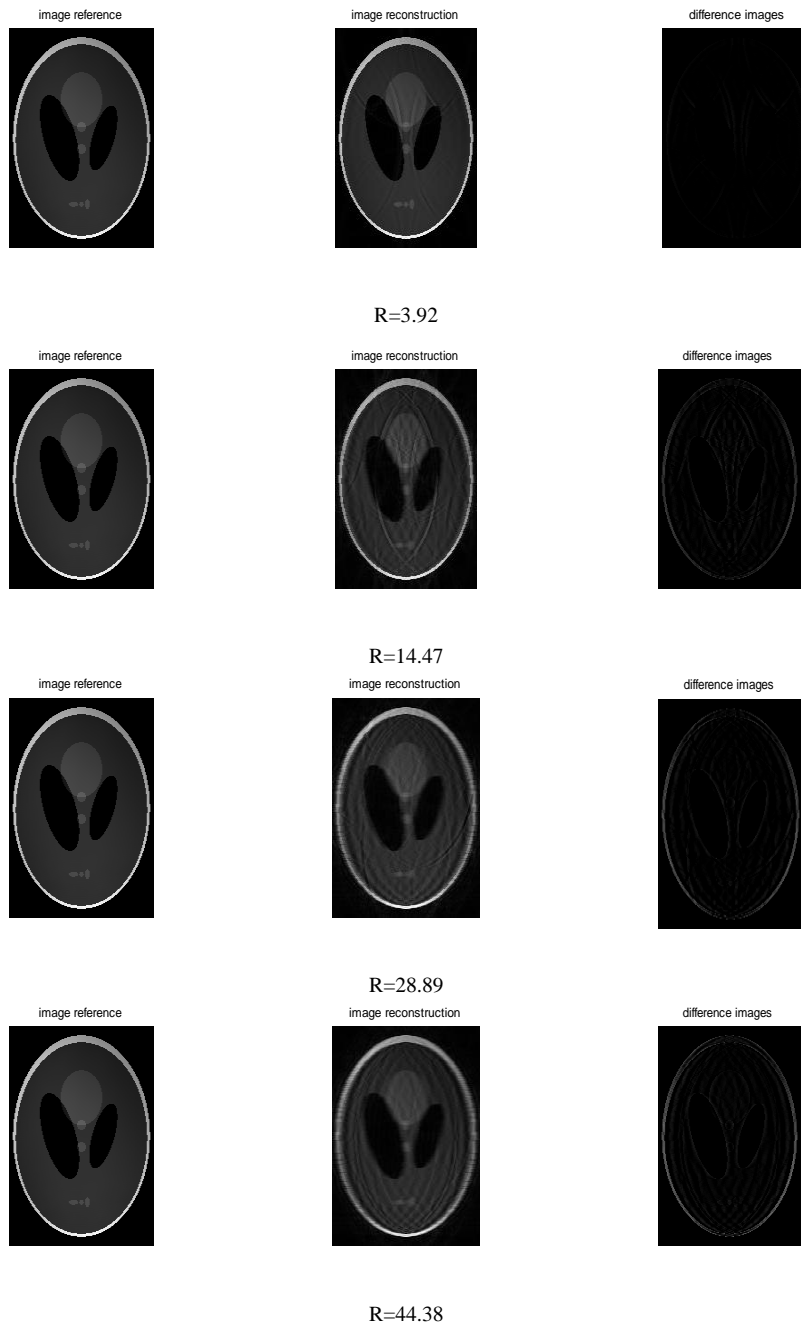 image reference image reconstruction difference images
R=3.92
image reference image reconstruction difference images
R=14.47
image reference image reconstruction difference images
R=28.89
image reference image reconstruction difference images
R=44.38